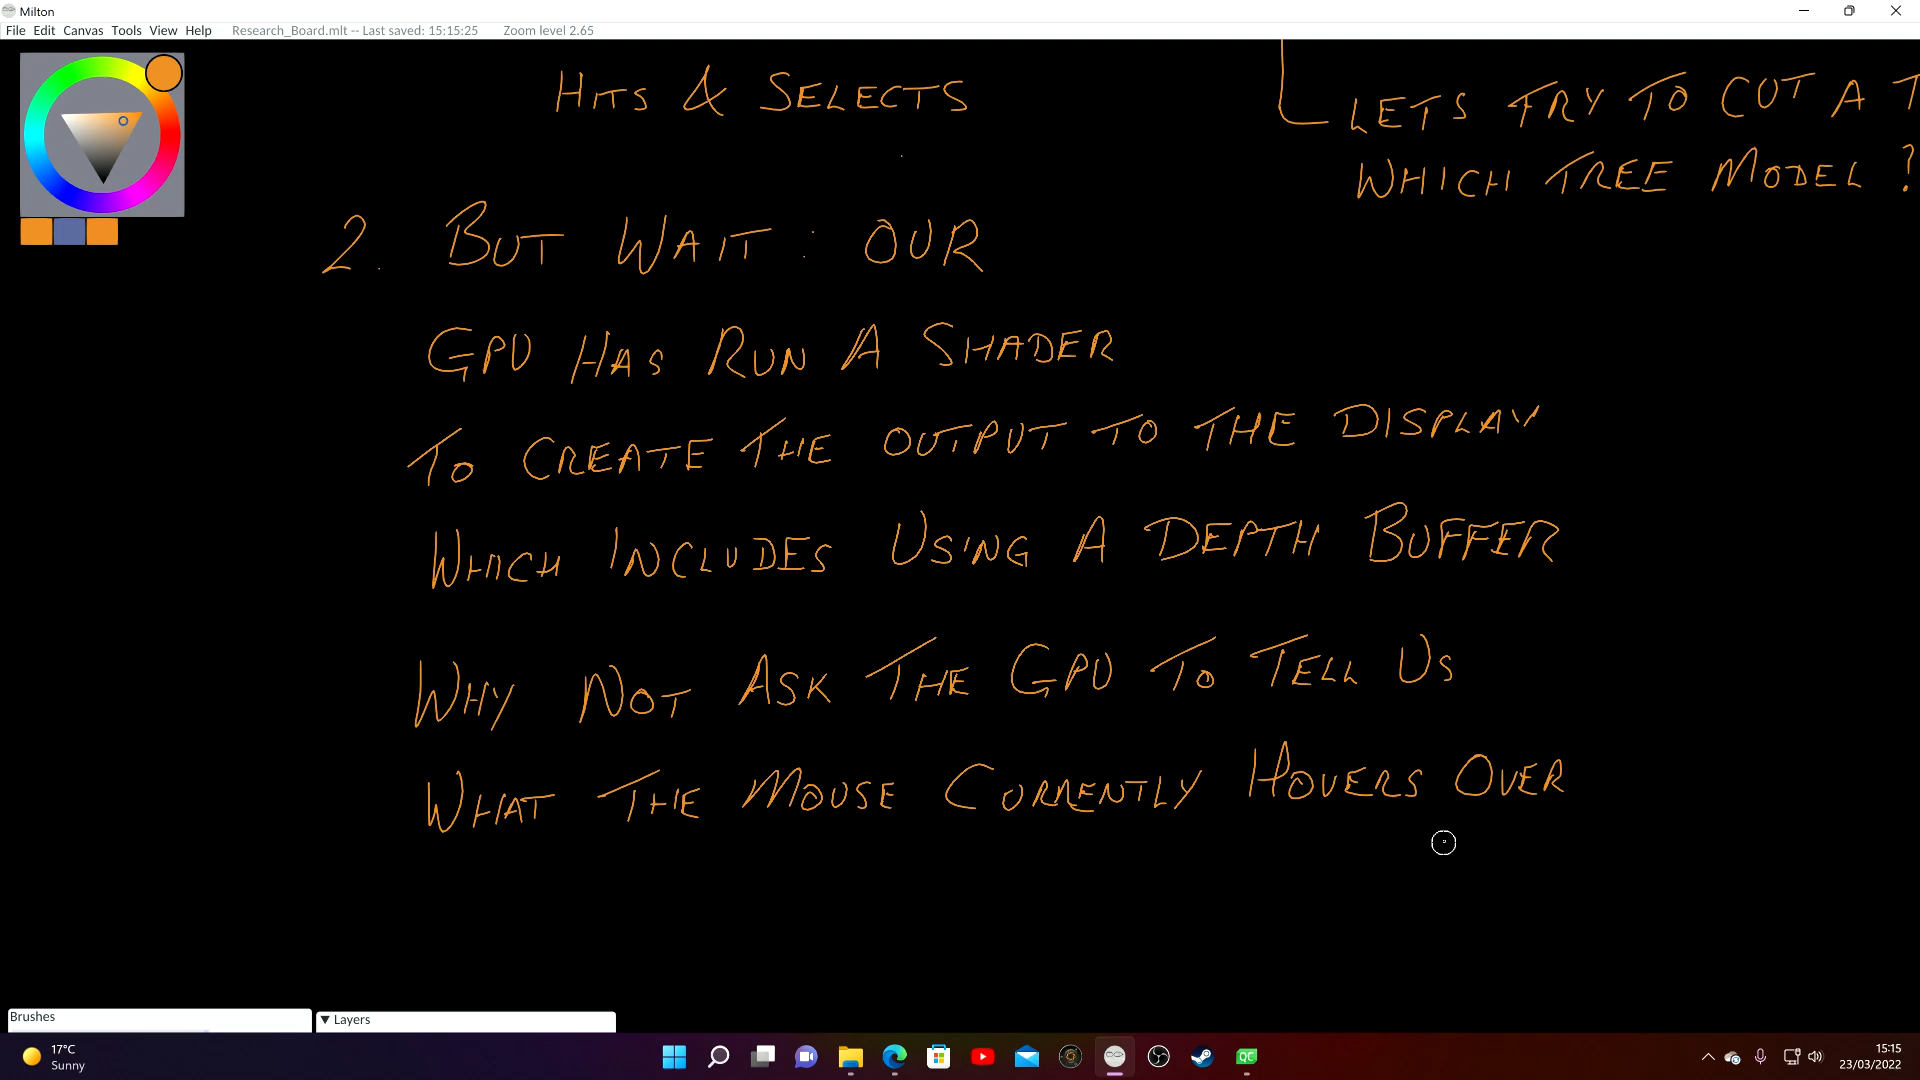 Milton
File Edit Canvas Tools View Help Research_Board.mlt -- Last saved: 15:15:25 Zoom level 2.65
HITS & SELECTS
LETS TRY TO CUT A T
WHICH TREE MODEL ?
2. BUT WAIT : OUR
GPU HAS RUN A SHADER
TO CREATE THE OUTPUT TO THE DISPLAY
WHICH INCLUDES USING A DEPTH BUFFER
WHY NOT ASK THE GPU TO TELL US
WHAT THE MOUSE CURRENTLY HOVERS OVER
Brushes
Layers
17°C
Sunny
QC
15:15
23/03/2022